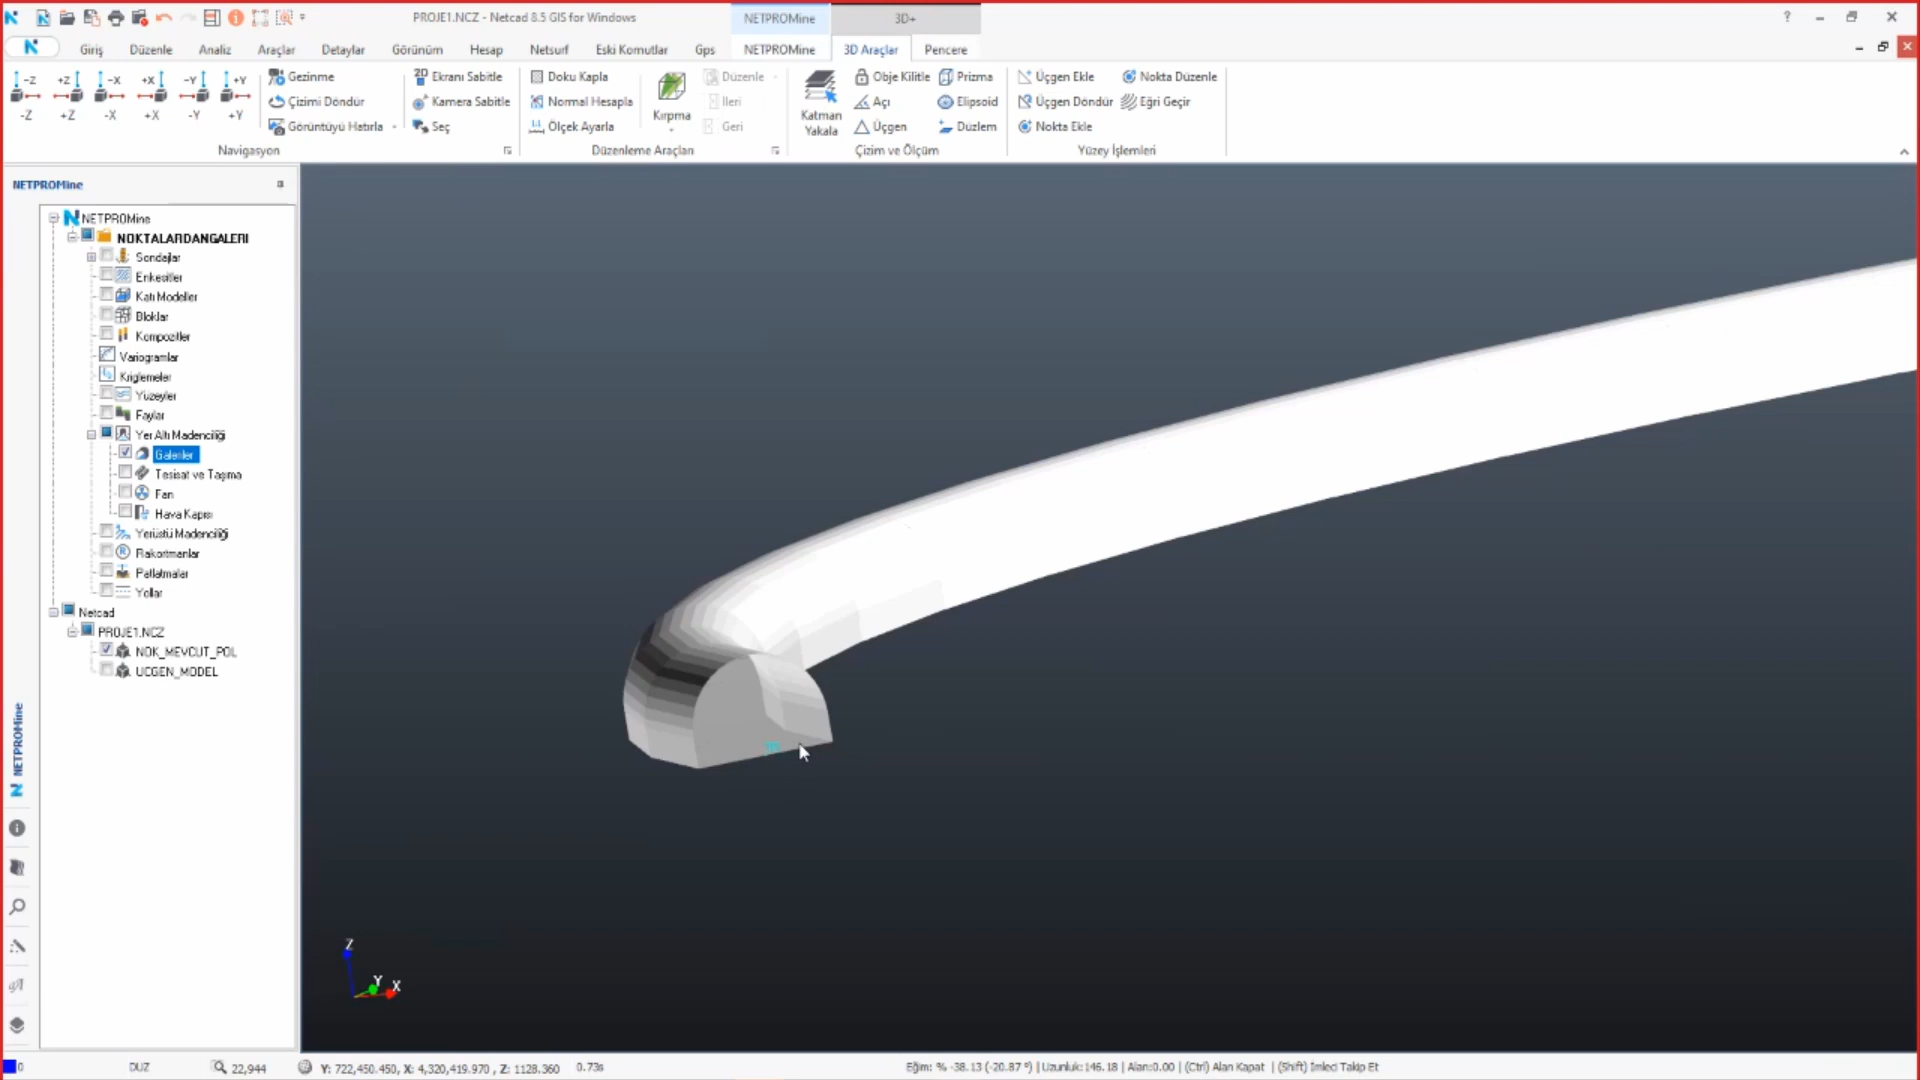 PROJE1.NCZ - Netcad 8.5 GIS for Windows
NETPROMine
3D+
Giriş
Düzenle
Analiz
Araçlar
Detaylar
Görünüm
Hesap
Netsurf
Eski Komutlar
Gps
NETPROMine
3D Araçlar
Pencere
-Z
+Z
-X
+X
-Y
+Y
-Z
+Z
-X
+X
-Y
+Y
Gezinme
Çizimi Döndür
Görüntüyü Hatırla
Navigasyon
2D Ekranı Sabitle
Kamera Sabitle
Seç
Doku Kapla
Normal Hesapla
Ölçek Ayarla
Kırpma
Düzenle
İleri
Geri
Düzenleme Araçları
Katman Yakala
Obje Kilitle
Açı
Üçgen
Prizma
Elipsoid
Düzlem
Çizim ve Ölçüm
Üçgen Ekle
Üçgen Döndür
Nokta Ekle
Nokta Düzenle
Eğri Geçir
Yüzey İşlemleri
NETPROMine
NETPROMine
NOKTALARDANGALERI
Sondajlar
Enkesitler
Katı Modeller
Bloklar
Kompozitler
Variogramlar
Kriglemeler
Yüzeyler
Faylar
Yer Altı Madenciliği
Galeriler
Tesisat ve Taşıma
Fan
Hava Kapısı
Yerüstü Madenciliği
Rakortmanlar
Patlatmalar
Yollar
Netcad
PROJE1.NCZ
NOK_MEVCUT_POL
UCGEN_MODEL
NETPROMine
Z
Y
X
0
DUZ
22,944
Y: 722,450.450, X: 4,320,419.970 , Z: 1128.360
0.73s
Eğim: % -38.13 (-20.87 °) | Uzunluk:146.18 | Alan:0.00 | (Ctrl) Alan Kapat | (Shift) İmleci Takip Et